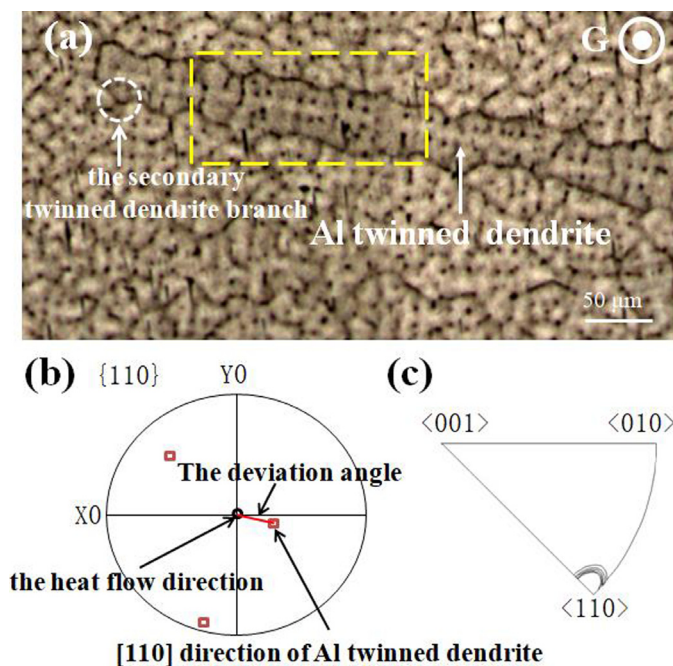 (a)
G
the secondary
twinned dendrite branch
Al twinned dendrite
50 μm
(b)
{110}
Y0
The deviation angle
X0
the heat flow direction
[110] direction of Al twinned dendrite
(c)
<001>
<010>
<110>